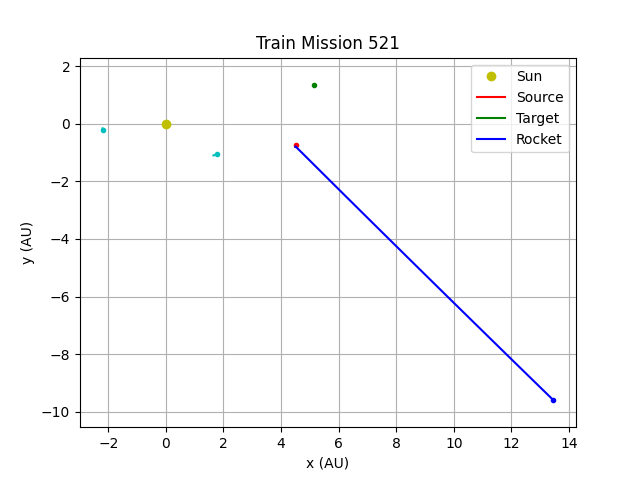 Train Mission 521
Sun
Source
Target
Rocket
2
0
−2
−4
−6
−8
−10
y (AU)
−2 0 2 4 6 8 10 12 14
x (AU)